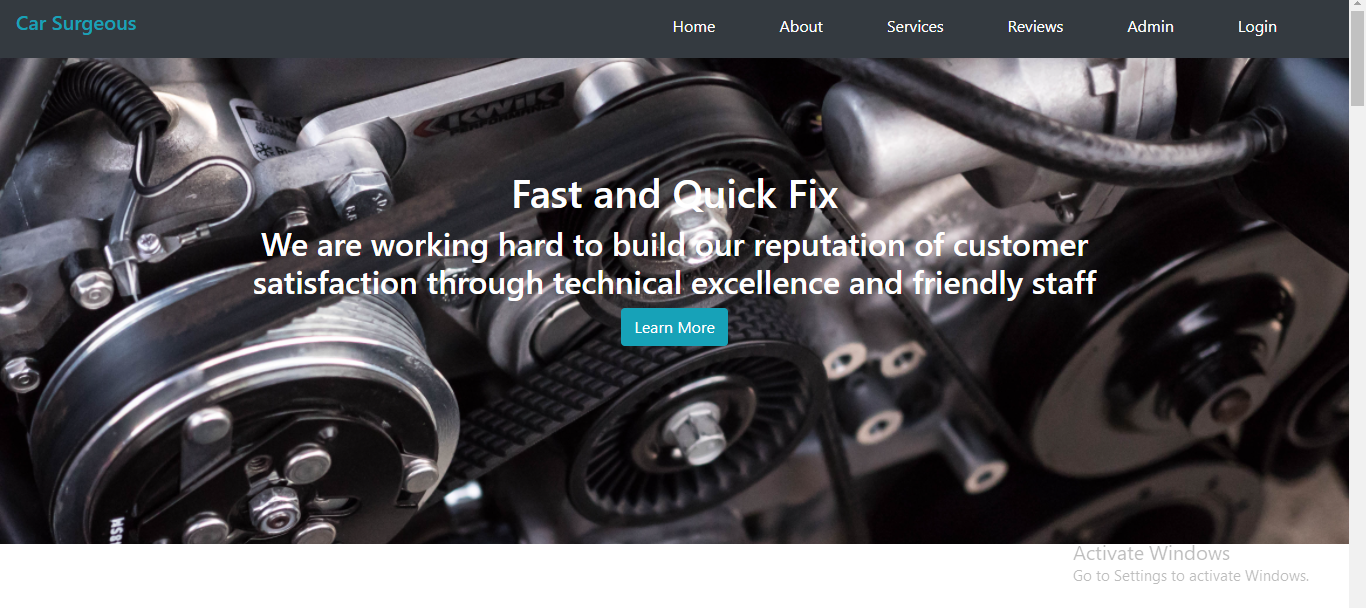 Car Surgeous
Home
About
Services
Reviews
Admin
Login
KWIK
PERFORMANCE
Fast and Quick Fix
We are working hard to build our reputation of customer
satisfaction through technical excellence and friendly staff
Learn More
Activate Windows
Go to Settings to activate Windows.